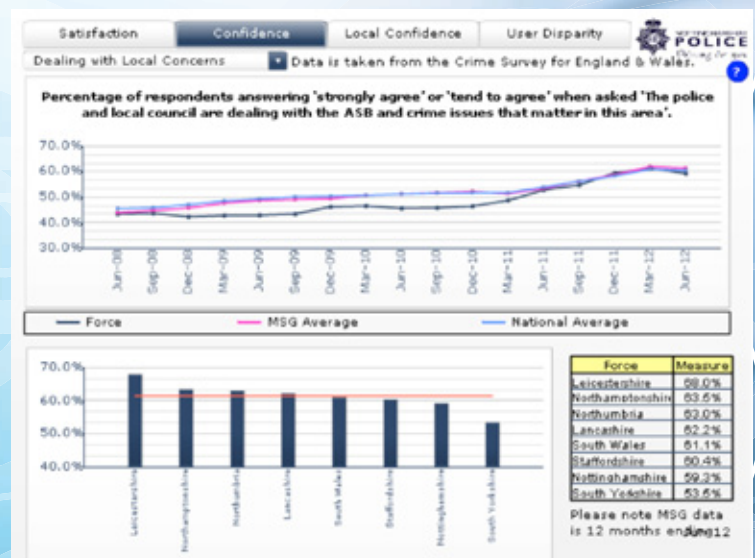 Satisfaction Confidence Local Confidence User Disparity
POLICE
Dealing with Local Concerns Data is taken from the Crime Survey for England & Wales.
?
Percentage of respondents answering 'strongly agree' or 'tend to agree' when asked 'The police
and local council are dealing with the ASB and crime issues that matter in this area'.
70.0%
60.0%
50.0%
40.0%
30.0%
Jun-08 Sep-08 Dec-08 Mar-09 Jun-09 Sep-09 Dec-09 Mar-10 Jun-10 Sep-10 Dec-10 Mar-11 Jun-11 Sep-11 Dec-11 Mar-12 Jun-12
Force MSG Average National Average
70.0%
60.0%
50.0%
40.0%
Leicestershire Northamptonshire Northumbria Lancashire South Wales Staffordshire Nottinghamshire South Yorkshire
Force Measure
Leicestershire 68.0%
Northamptonshire 63.5%
Northumbria 63.0%
Lancashire 62.2%
South Wales 61.1%
Staffordshire 60.4%
Nottinghamshire 59.3%
South Yorkshire 53.5%
Please note MSG data
is 12 months ending